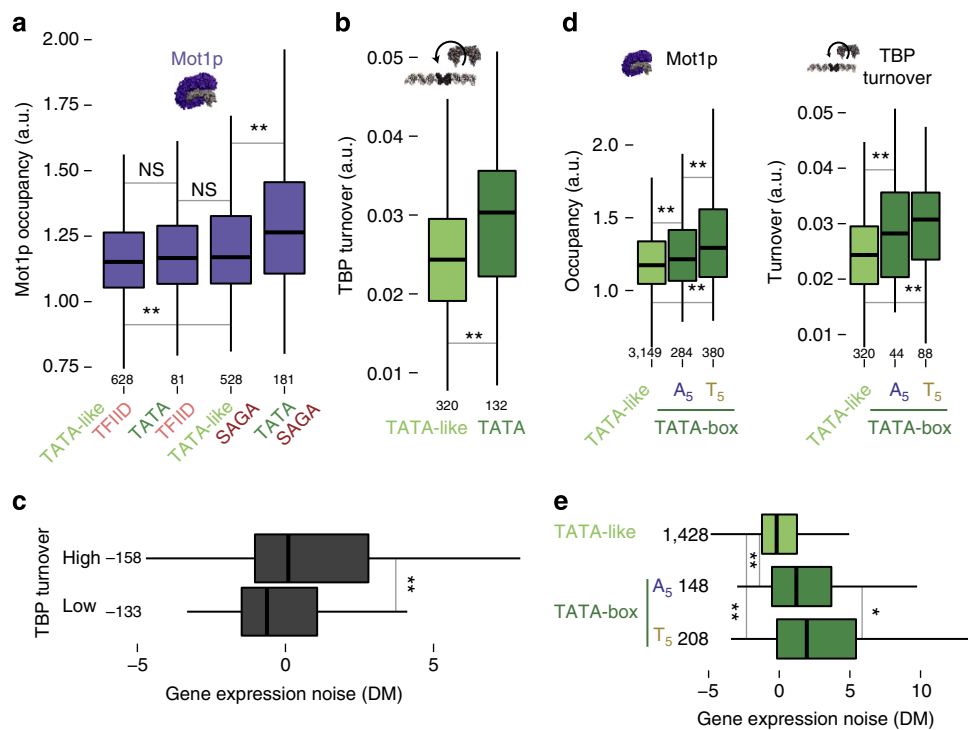 a
2.00
1.75
1.50
1.25
1.00
0.75
Mot1p occupancy (a.u.)
Mot1p
**
NS
NS
**
628
81
528
181
TATA-like
TFIID
TATA
TFIID
TATA-like
SAGA
TATA
SAGA
b
0.05
0.04
0.03
0.02
0.01
TBP turnover (a.u.)
**
320
132
TATA-like
TATA
d
Mot1p
2.0
1.5
1.0
Occupancy (a.u.)
**
**
**
3,149
284
380
TATA-like
A5
T5
TATA-box
TBP
turnover
0.05
0.04
0.03
0.02
0.01
Turnover (a.u.)
**
**
320
44
88
TATA-like
A5
T5
TATA-box
c
TBP turnover
High –158
Low –133
**
–5
0
5
Gene expression noise (DM)
e
TATA-like
1,428
TATA-box
A5 148
T5 208
**
**
*
–5
0
5
10
Gene expression noise (DM)